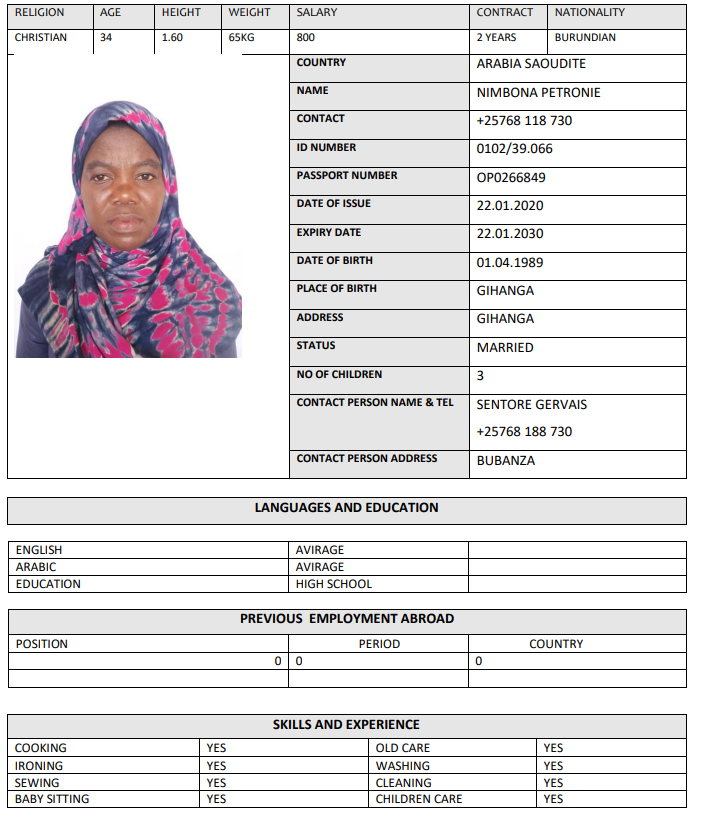 RELIGION AGE HEIGHT WEIGHT SALARY CONTRACT NATIONALITY
CHRISTIAN 34 1.60 65KG 800 2 YEARS BURUNDIAN
COUNTRY ARABIA SAOUDITE
NAME NIMBONA PETRONIE
CONTACT +25768 118 730
ID NUMBER 0102/39.066
PASSPORT NUMBER OP0266849
DATE OF ISSUE 22.01.2020
EXPIRY DATE 22.01.2030
DATE OF BIRTH 01.04.1989
PLACE OF BIRTH GIHANGA
ADDRESS GIHANGA
STATUS MARRIED
NO OF CHILDREN 3
CONTACT PERSON NAME & TEL SENTORE GERVAIS
+25768 188 730
CONTACT PERSON ADDRESS BUBANZA
LANGUAGES AND EDUCATION
ENGLISH AVIRAGE
ARABIC AVIRAGE
EDUCATION HIGH SCHOOL
PREVIOUS EMPLOYMENT ABROAD
POSITION PERIOD COUNTRY
0 0 0
SKILLS AND EXPERIENCE
COOKING YES OLD CARE YES
IRONING YES WASHING YES
SEWING YES CLEANING YES
BABY SITTING YES CHILDREN CARE YES